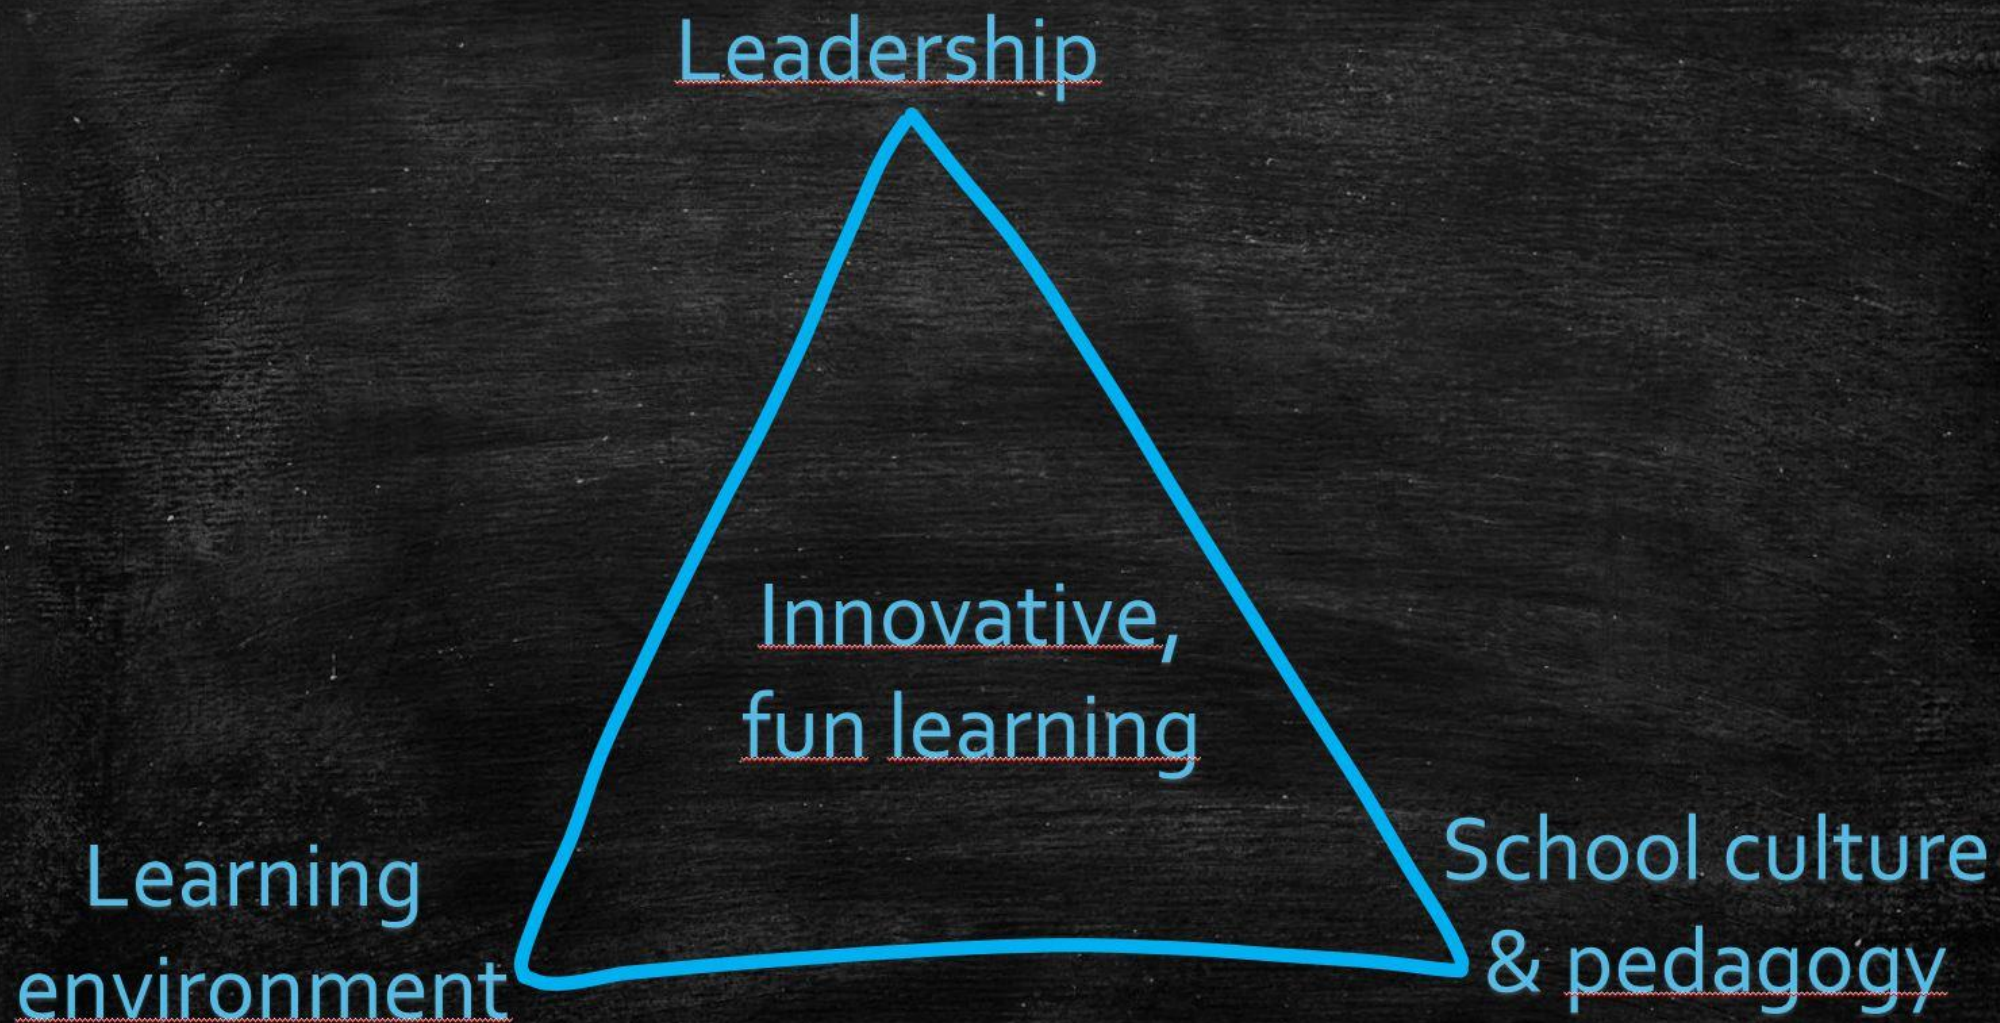 Leadership
Innovative,
fun learning
Learning
environment
School culture
& pedagogy